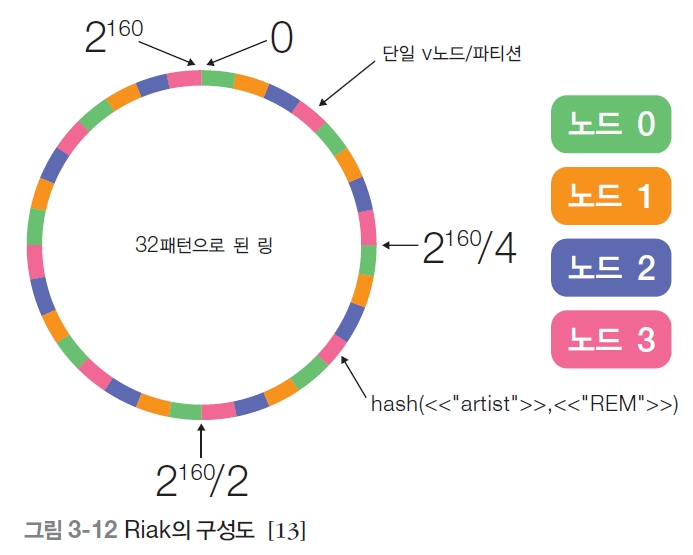 2^160
0
단일 v노드/파티션
노드 0
노드 1
노드 2
노드 3
32패턴으로 된 링
2^160/4
hash(<<"artist">>,<<"REM">>)
2^160/2
그림 3-12 Riak의 구성도 [13]